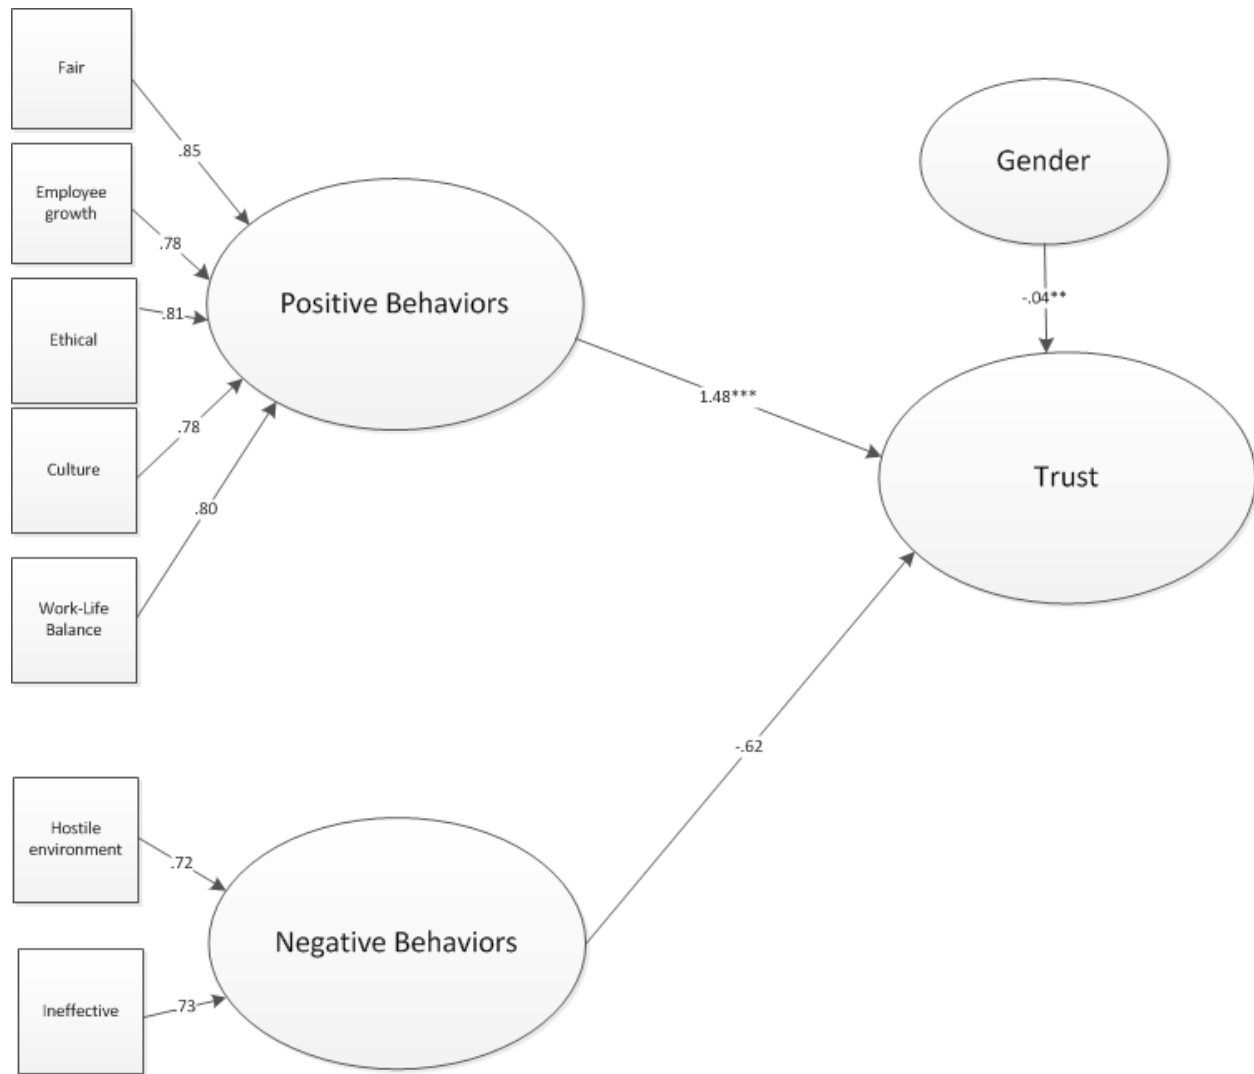 Fair
.85
Employee
growth
.78
Ethical
.81
Culture
.78
Work-Life
Balance
.80
Positive Behaviors
1.48***
Gender
-.04**
Trust
-.62
Hostile
environment
.72
Negative Behaviors
Ineffective
.73